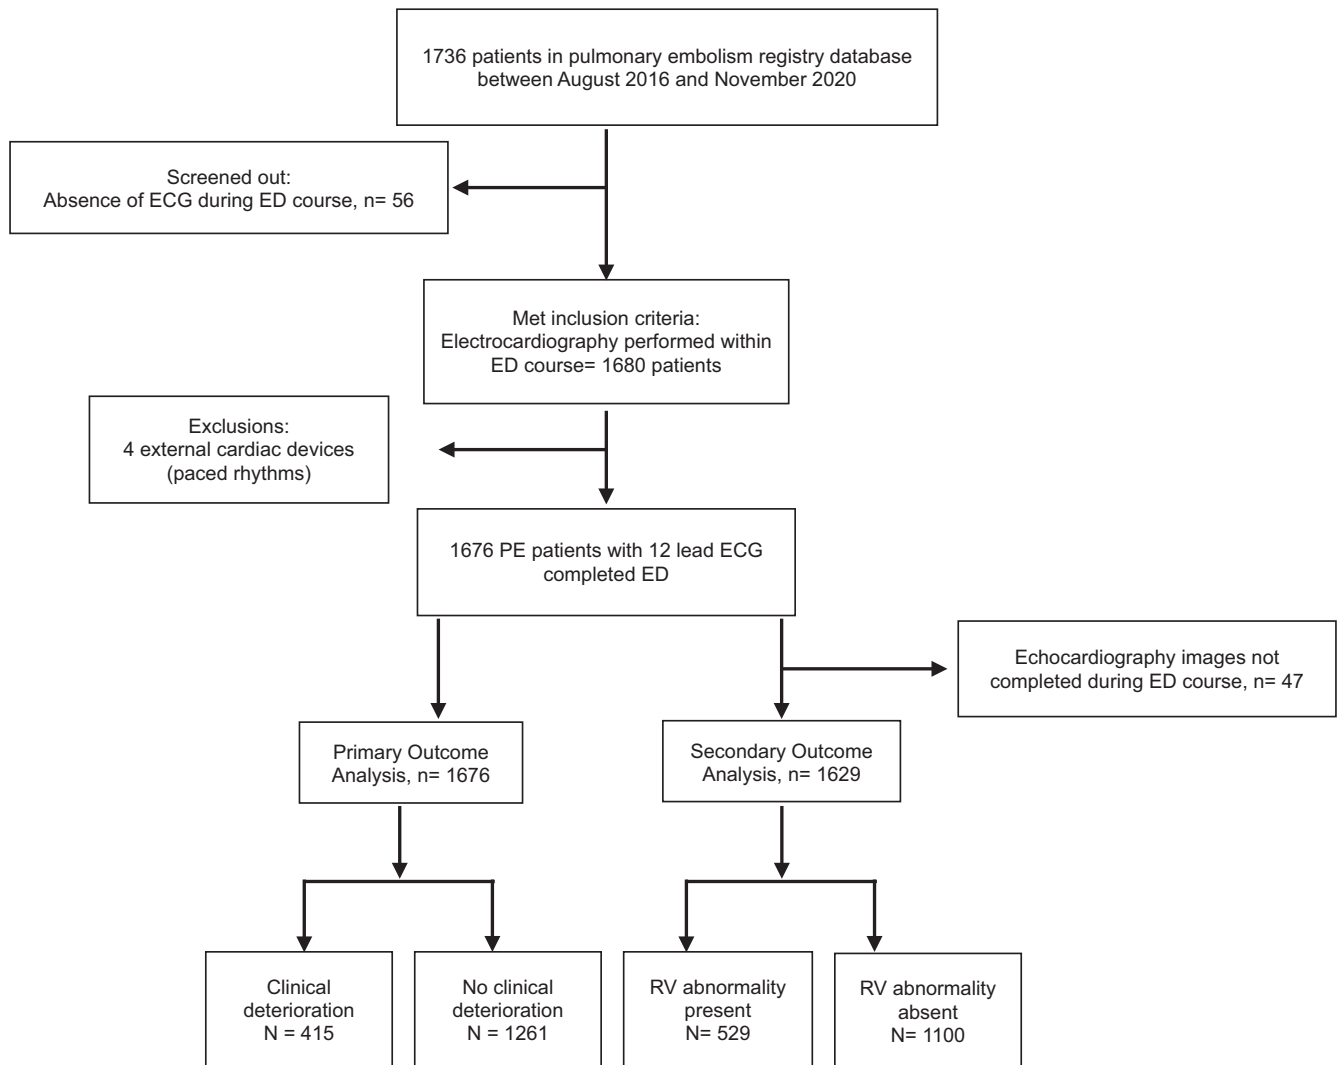 1736 patients in pulmonary embolism registry database
between August 2016 and November 2020
Screened out:
Absence of ECG during ED course, n= 56
Met inclusion criteria:
Electrocardiography performed within
ED course= 1680 patients
Exclusions:
4 external cardiac devices
(paced rhythms)
1676 PE patients with 12 lead ECG
completed ED
Echocardiography images not
completed during ED course, n= 47
Primary Outcome
Analysis, n= 1676
Secondary Outcome
Analysis, n= 1629
Clinical
deterioration
N = 415
No clinical
deterioration
N = 1261
RV abnormality
present
N= 529
RV abnormality
absent
N= 1100